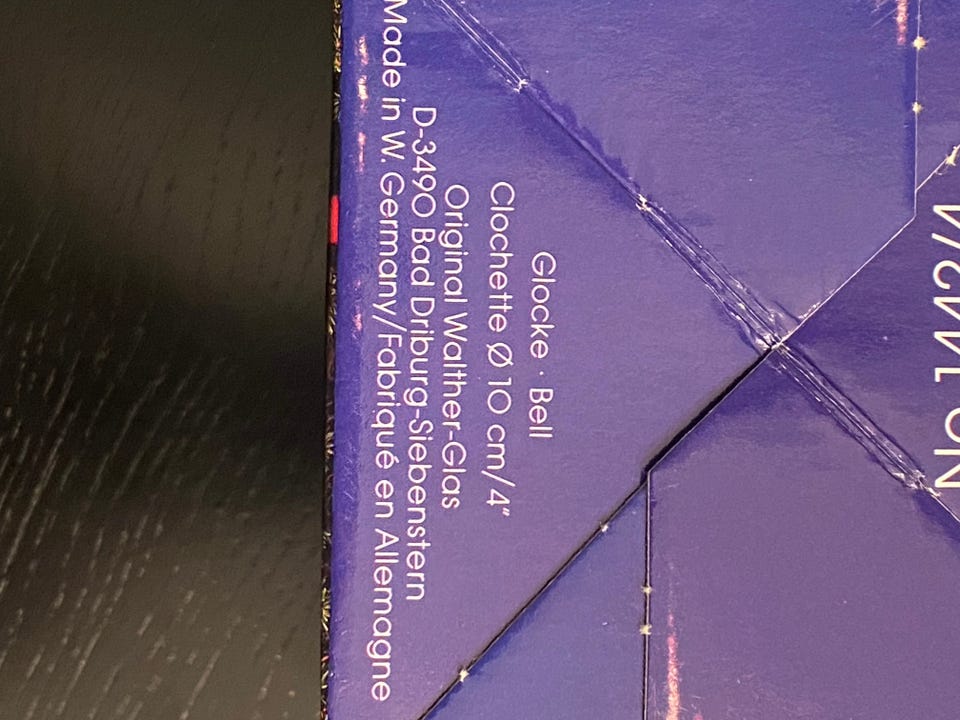 Glocke · Bell
Clochette Ø 10 cm/4"
Original Walther-Glas
D-3490 Bad Driburg-Siebenstern
Made in W. Germany/Fabriqué en Allemagne